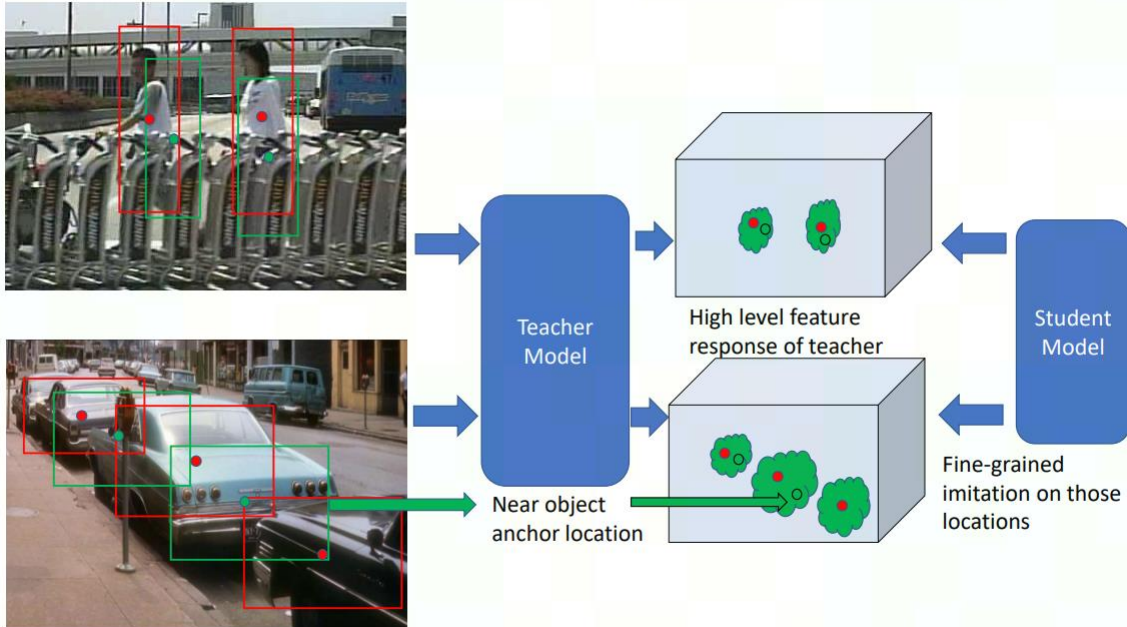 Teacher
Model
High level feature
response of teacher
Student
Model
Near object
anchor location
Fine-grained
imitation on those
locations